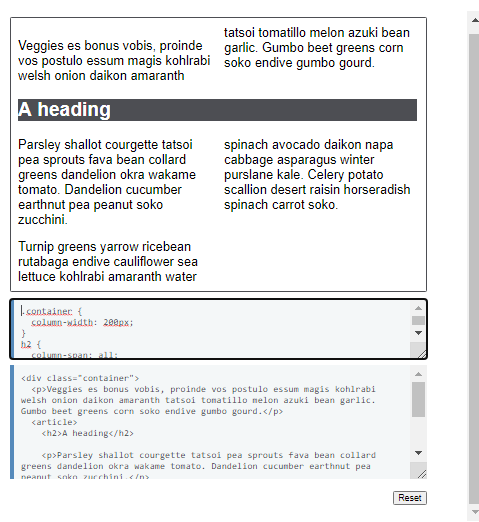 Veggies es bonus vobis, proinde
vos postulo essum magis kohlrabi
welsh onion daikon amaranth
tatsoi tomatillo melon azuki bean
garlic. Gumbo beet greens corn
soko endive gumbo gourd.
A heading
Parsley shallot courgette tatsoi
pea sprouts fava bean collard
greens dandelion okra wakame
tomato. Dandelion cucumber
earthnut pea peanut soko
zucchini.
Turnip greens yarrow ricebean
rutabaga endive cauliflower sea
lettuce kohlrabi amaranth water
spinach avocado daikon napa
cabbage asparagus winter
purslane kale. Celery potato
scallion desert raisin horseradish
spinach carrot soko.
.container {
column-width: 200px;
}
h2 {
column-span: all;
<div class="container">
<p>Veggies es bonus vobis, proinde vos postulo essum magis kohlrabi
welsh onion daikon amaranth tatsoi tomatillo melon azuki bean garlic.
Gumbo beet greens corn soko endive gumbo gourd.</p>
<article>
<h2>A heading</h2>
<p>Parsley shallot courgette tatsoi pea sprouts fava bean collard
greens dandelion okra wakame tomato. Dandelion cucumber earthnut pea
peanut soko zucchini.</p>
Reset